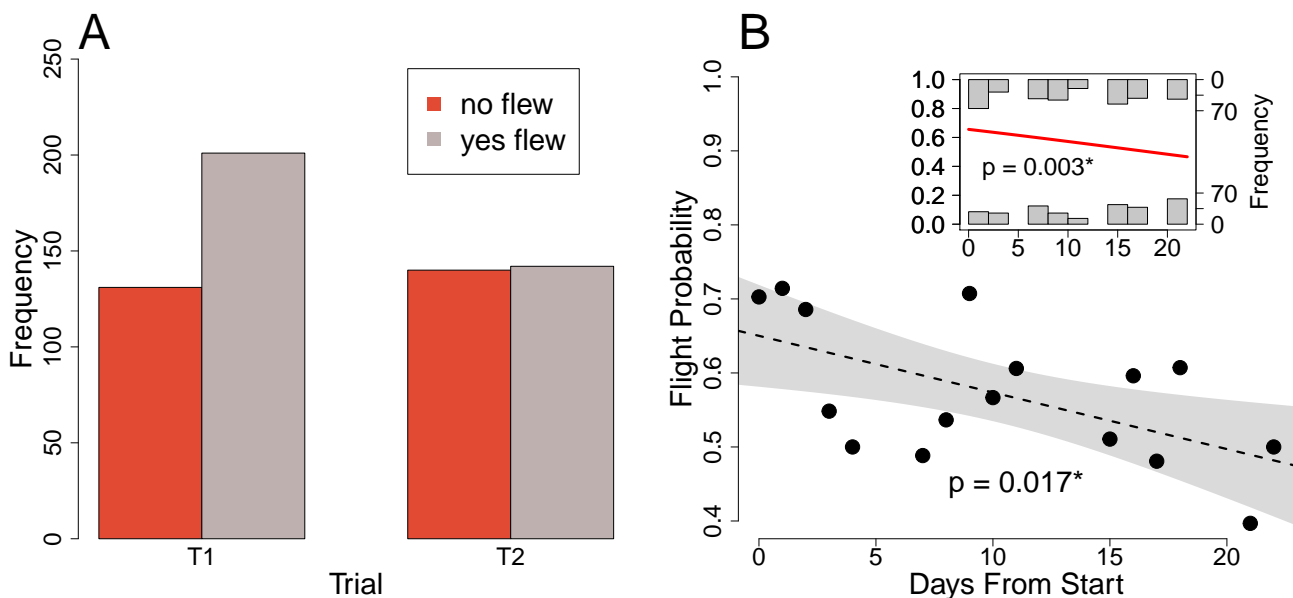 A
Frequency
250
200
150
100
50
0
no flew
yes flew
T1
T2
Trial
B
Flight Probability
1.0
0.9
0.8
0.7
0.6
0.5
0.4
1.0
0.8
0.6
0.4
0.2
0.0
p = 0.003*
0
70
70
0
Frequency
0 5 10 15 20
p = 0.017*
0 5 10 15 20
Days From Start